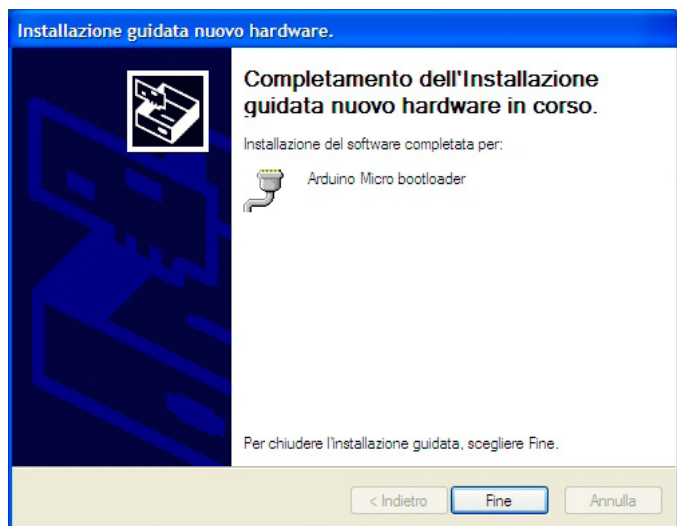 Installazione guidata nuovo hardware.
Completamento dell'Installazione
guidata nuovo hardware in corso.
Installazione del software completata per:
Arduino Micro bootloader
Per chiudere l'installazione guidata, scegliere Fine.
< Indietro
Fine
Annulla